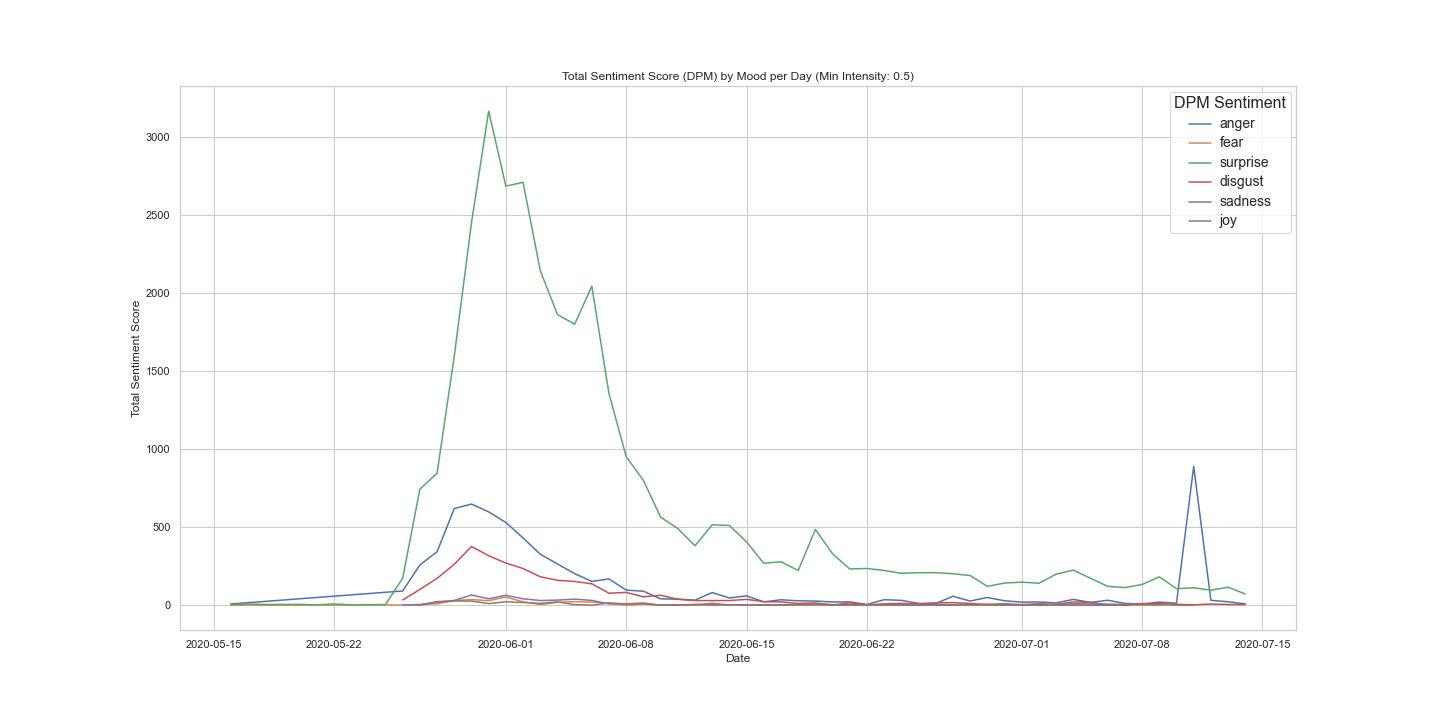 Total Sentiment Score (DPM) by Mood per Day (Min Intensity: 0.5)
DPM Sentiment
anger
fear
surprise
disgust
sadness
joy
Total Sentiment Score
3000
2500
2000
1500
1000
500
0
2020-05-15 2020-05-22 2020-06-01 2020-06-08 2020-06-15 2020-06-22 2020-07-01 2020-07-08 2020-07-15
Date